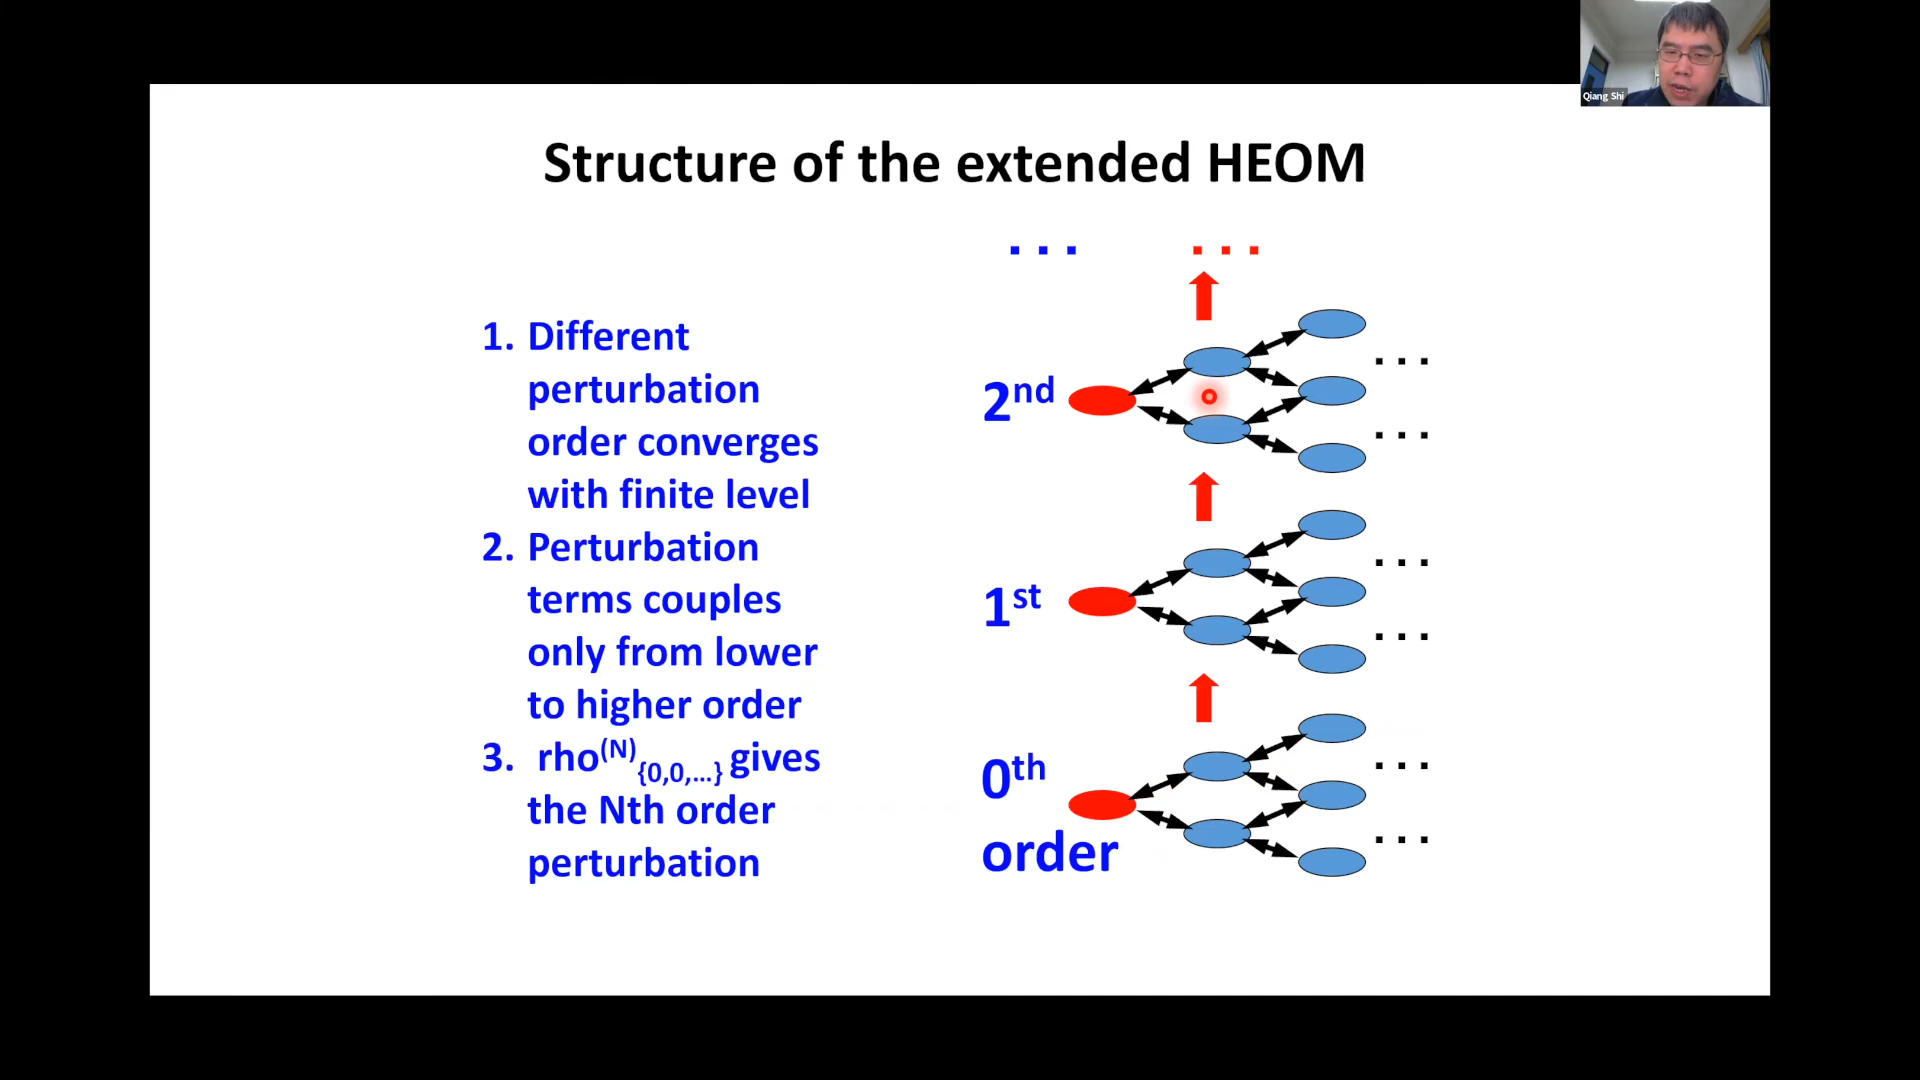 Qiang Shi
Structure of the extended HEOM
. . . . . .
1. Different
perturbation
order converges
with finite level
2. Perturbation
terms couples
only from lower
to higher order
3. rho(N){0,0,...} gives
the Nth order
perturbation
2nd
. . .
. . .
1st
. . .
. . .
0th
order
. . .
. . .